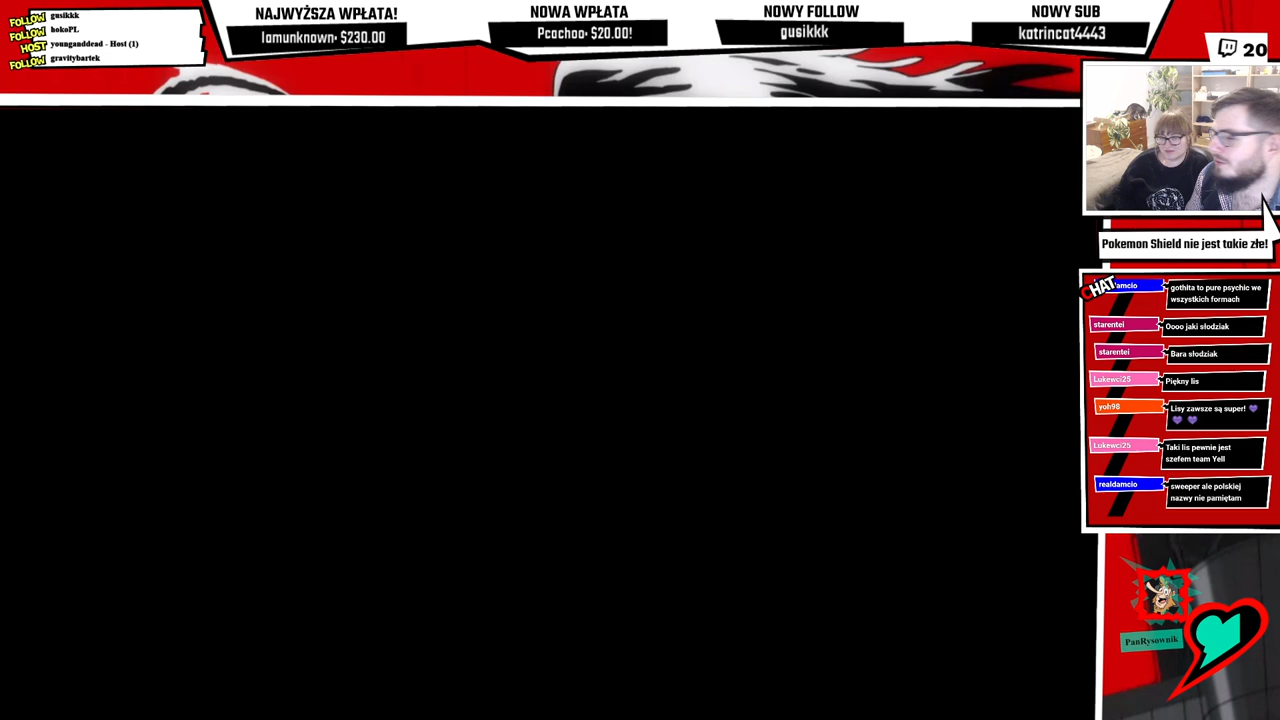 FOLLOW gusikkk
FOLLOW hokoPL
HOST younganddead - Host (1)
FOLLOW gravitybartek
NAJWYŻSZA WPŁATA!
Iamunknown: $230.00
NOWA WPŁATA
Pcachoo: $20.00!
NOWY FOLLOW
gusikkk
NOWY SUB
katrincat4443
20
Pokemon Shield nie jest takie złe!
CHAT
gothita to pure psychic we
wszystkich formach
starentei
Oooo jaki słodziak
starentei
Bara słodziak
Lukewci25
Piękny lis
yoh98
Lisy zawsze są super! 💜
💜 💜
Lukewci25
Taki lis pewnie jest
szefem team Yell
realdamcio
sweeper ale polskiej
nazwy nie pamiętam
PanRysownik